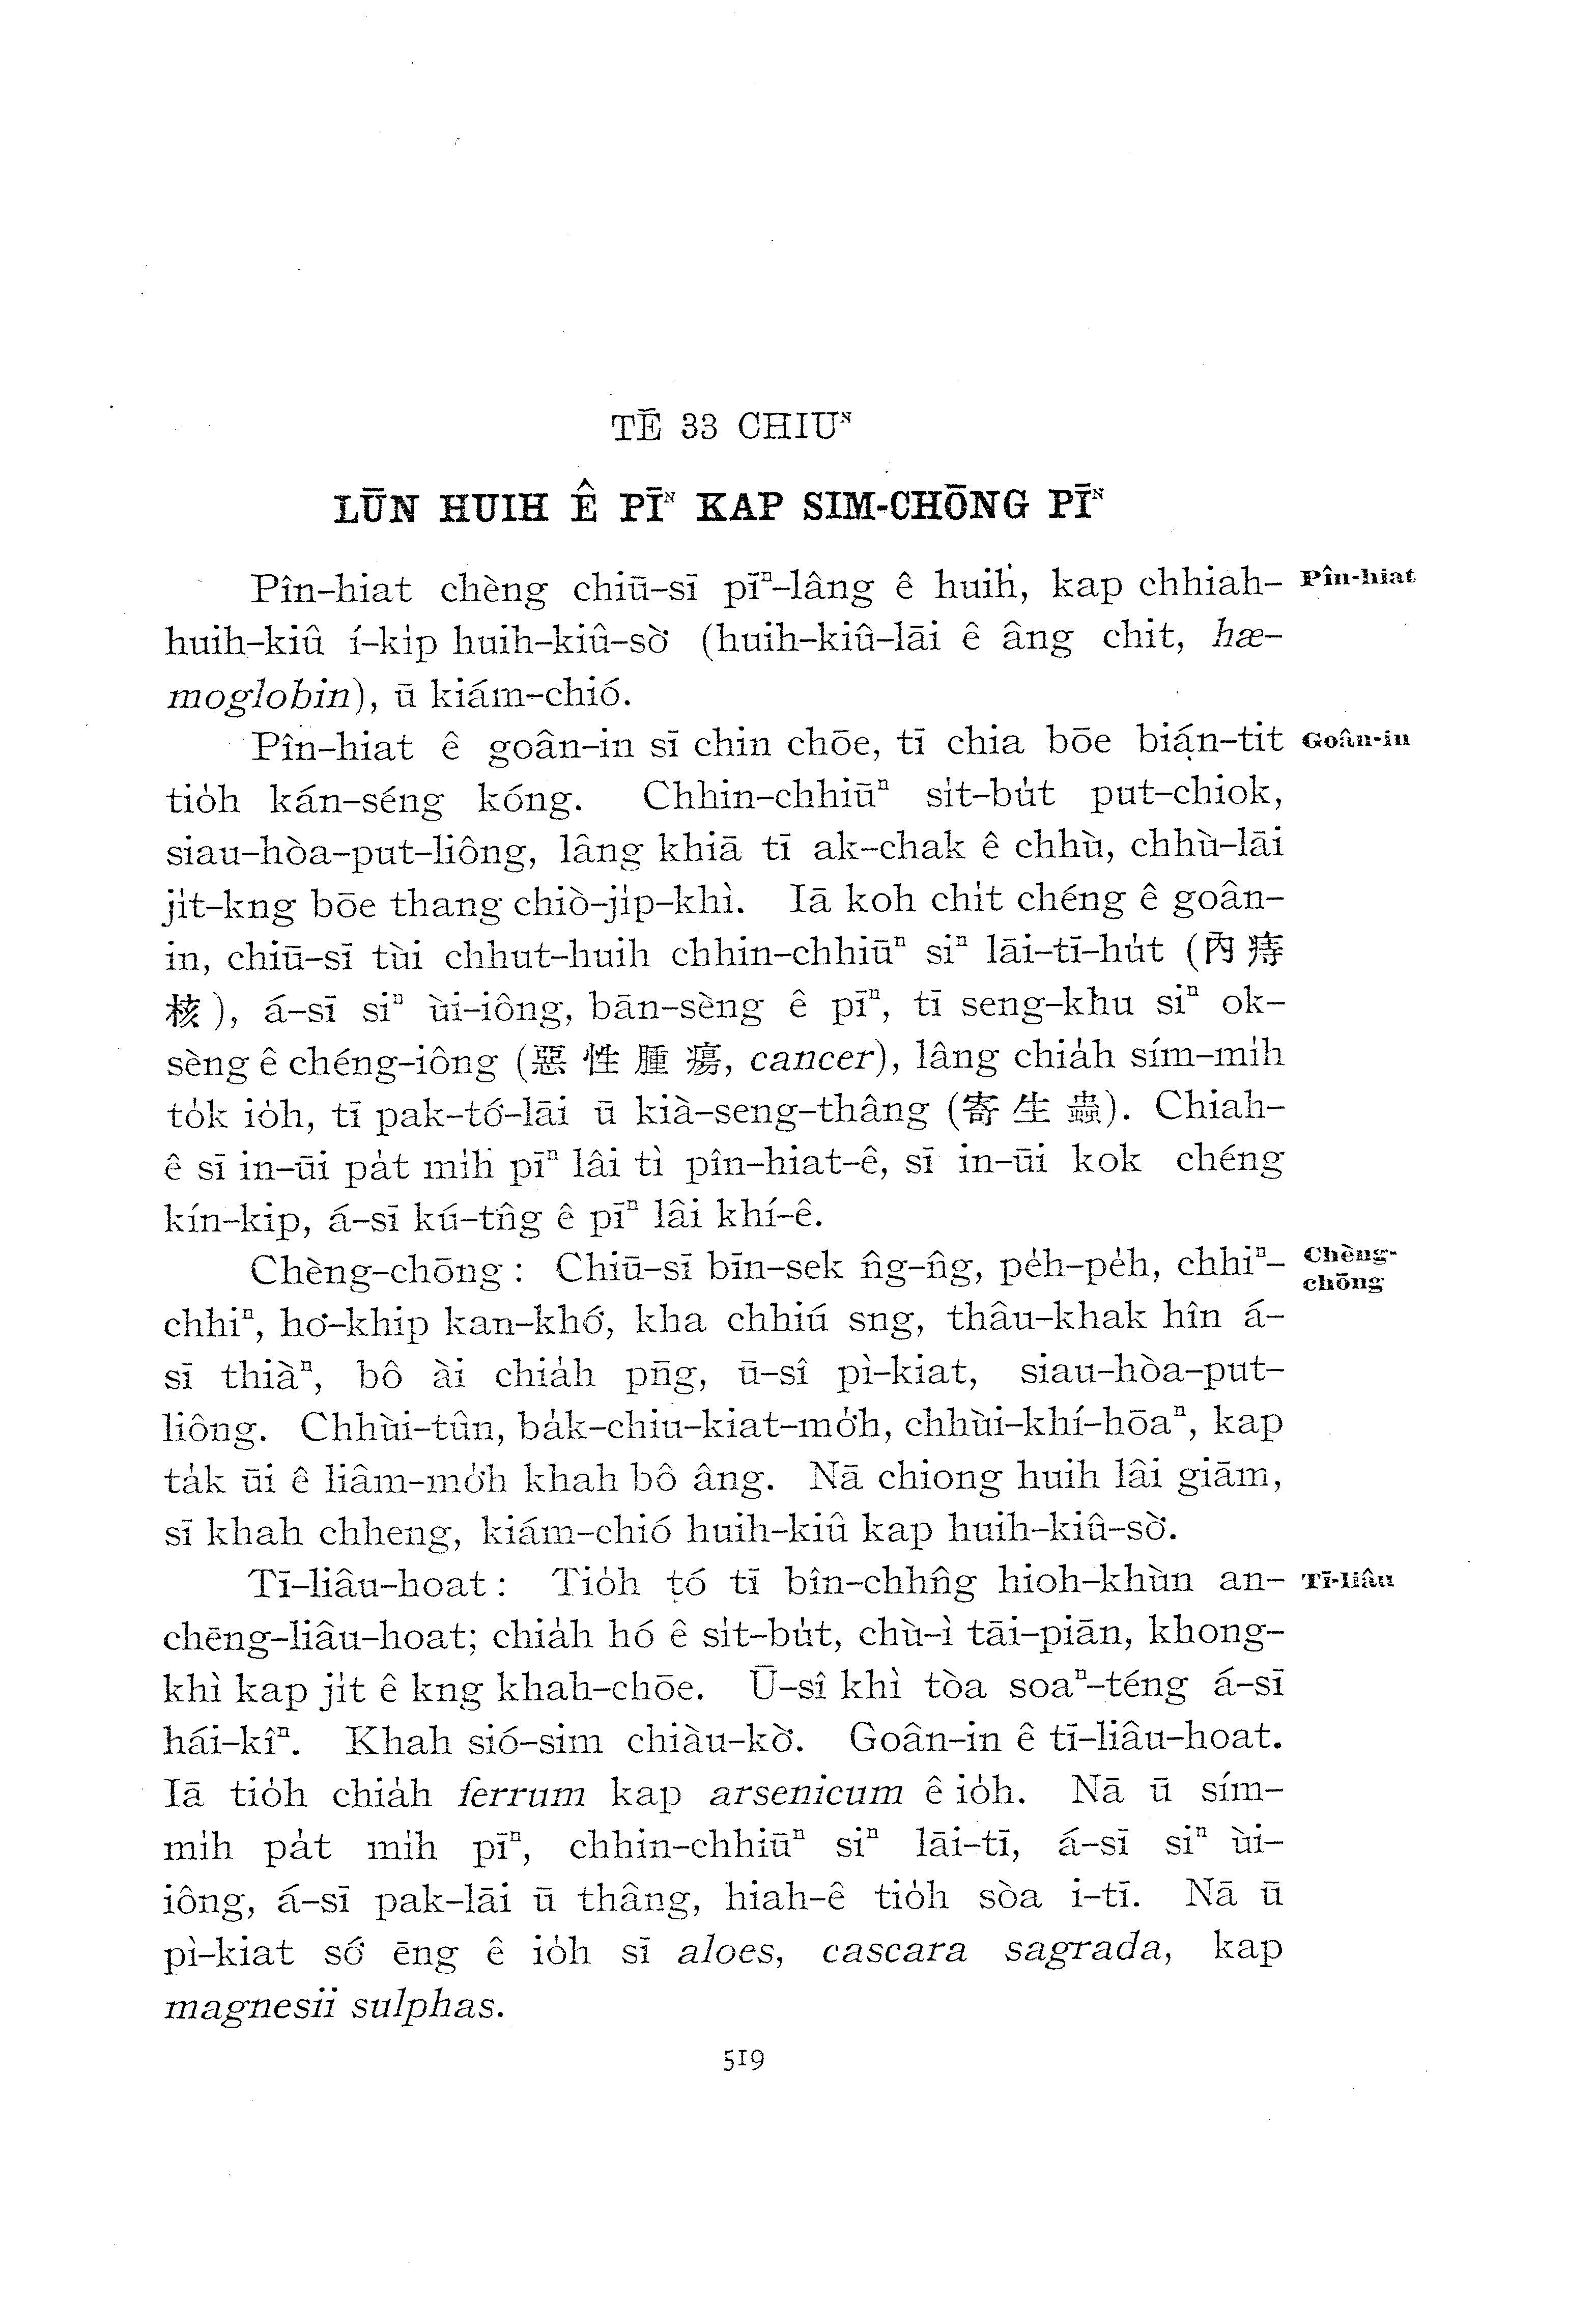 TĒ 33 CHIUᴺ
LŪN HUIH Ê PĪᴺ KAP SIM-CHŌNG PĪᴺ
Pîn-hiat chèng chiū-sī pīⁿ-lâng ê huih, kap chhiah-
Pîn-hiat
huih-kiû í-ki̍p huih-kiû-sò͘ (huih-kiû-lāi ê âng chit, hæ-
moglobin), ū kiám-chió.
Pîn-hiat ê goân-in sī chin chōe, tī chia bōe bián-tit
Goân-in
tio̍h kán-séng kóng. Chhin-chhiūⁿ si̍t-bu̍t put-chiok,
siau-hòa-put-liông, lâng khiā tī ak-chak ê chhù, chhù-lāi
ji̍t-kng bōe thang chiò-ji̍p-khì. Iā koh chi̍t chéng ê goân-
in, chiū-sī tùi chhut-huih chhin-chhiūⁿ siⁿ lāi-tī-hu̍t (內痔
核), á-sī siⁿ ùi-iông, bān-sèng ê pīⁿ, tī seng-khu siⁿ ok-
sèng ê chéng-iông (惡性腫瘍, cancer), lâng chia̍h sím-mi̍h
to̍k io̍h, tī pak-tó͘-lāi ū kià-seng-thâng (寄生蟲). Chiah-
ê sī in-ūi pa̍t mi̍h pīⁿ lâi tì pîn-hiat-ê, sī in-ūi kok chéng
kín-kip, á-sī kú-tn̂g ê pīⁿ lâi khí-ê.
Chèng-chōng: Chiū-sī bīn-sek n̂g-n̂g, pe̍h-pe̍h, chhiⁿ-
Chèng-
chōng
chhiⁿ, ho͘-khip kan-khó͘, kha chhiú sng, thâu-khak hîn á-
sī thiàⁿ, bô ài chia̍h pn̄g, ū-sî pì-kiat, siau-hòa-put-
liông. Chhùi-tûn, ba̍k-chiu-kiat-mo̍͘h, chhùi-khí-hōaⁿ, kap
ta̍k ūi ê liâm-mo̍͘h khah bô âng. Nā chiong huih lâi giām,
sī khah chheng, kiám-chió huih-kiû kap huih-kiû-sò͘.
Tī-liâu-hoat: Tio̍h tó tī bîn-chhn̂g hioh-khùn an-
Tī-liâu
chēng-liâu-hoat; chia̍h hó ê si̍t-bu̍t, chù-ì tāi-piān, khong-
khì kap ji̍t ê kng khah-chōe. Ū-sî khì tòa soaⁿ-téng á-sī
hái-kîⁿ. Khah sió-sim chiàu-kò͘. Goân-in ê tī-liâu-hoat.
Iā tio̍h chia̍h ferrum kap arsenicum ê io̍h. Nā ū sím-
mih pa̍t mih pīⁿ, chhin-chhiūⁿ siⁿ lāi-tī, á-sī siⁿ ùi-
iông, á-sī pak-lāi ū thâng, hiah-ê tio̍h sòa i-tī. Nā ū
pì-kiat só͘ ēng ê io̍h sī aloes, cascara sagrada, kap
magnesii sulphas.
519